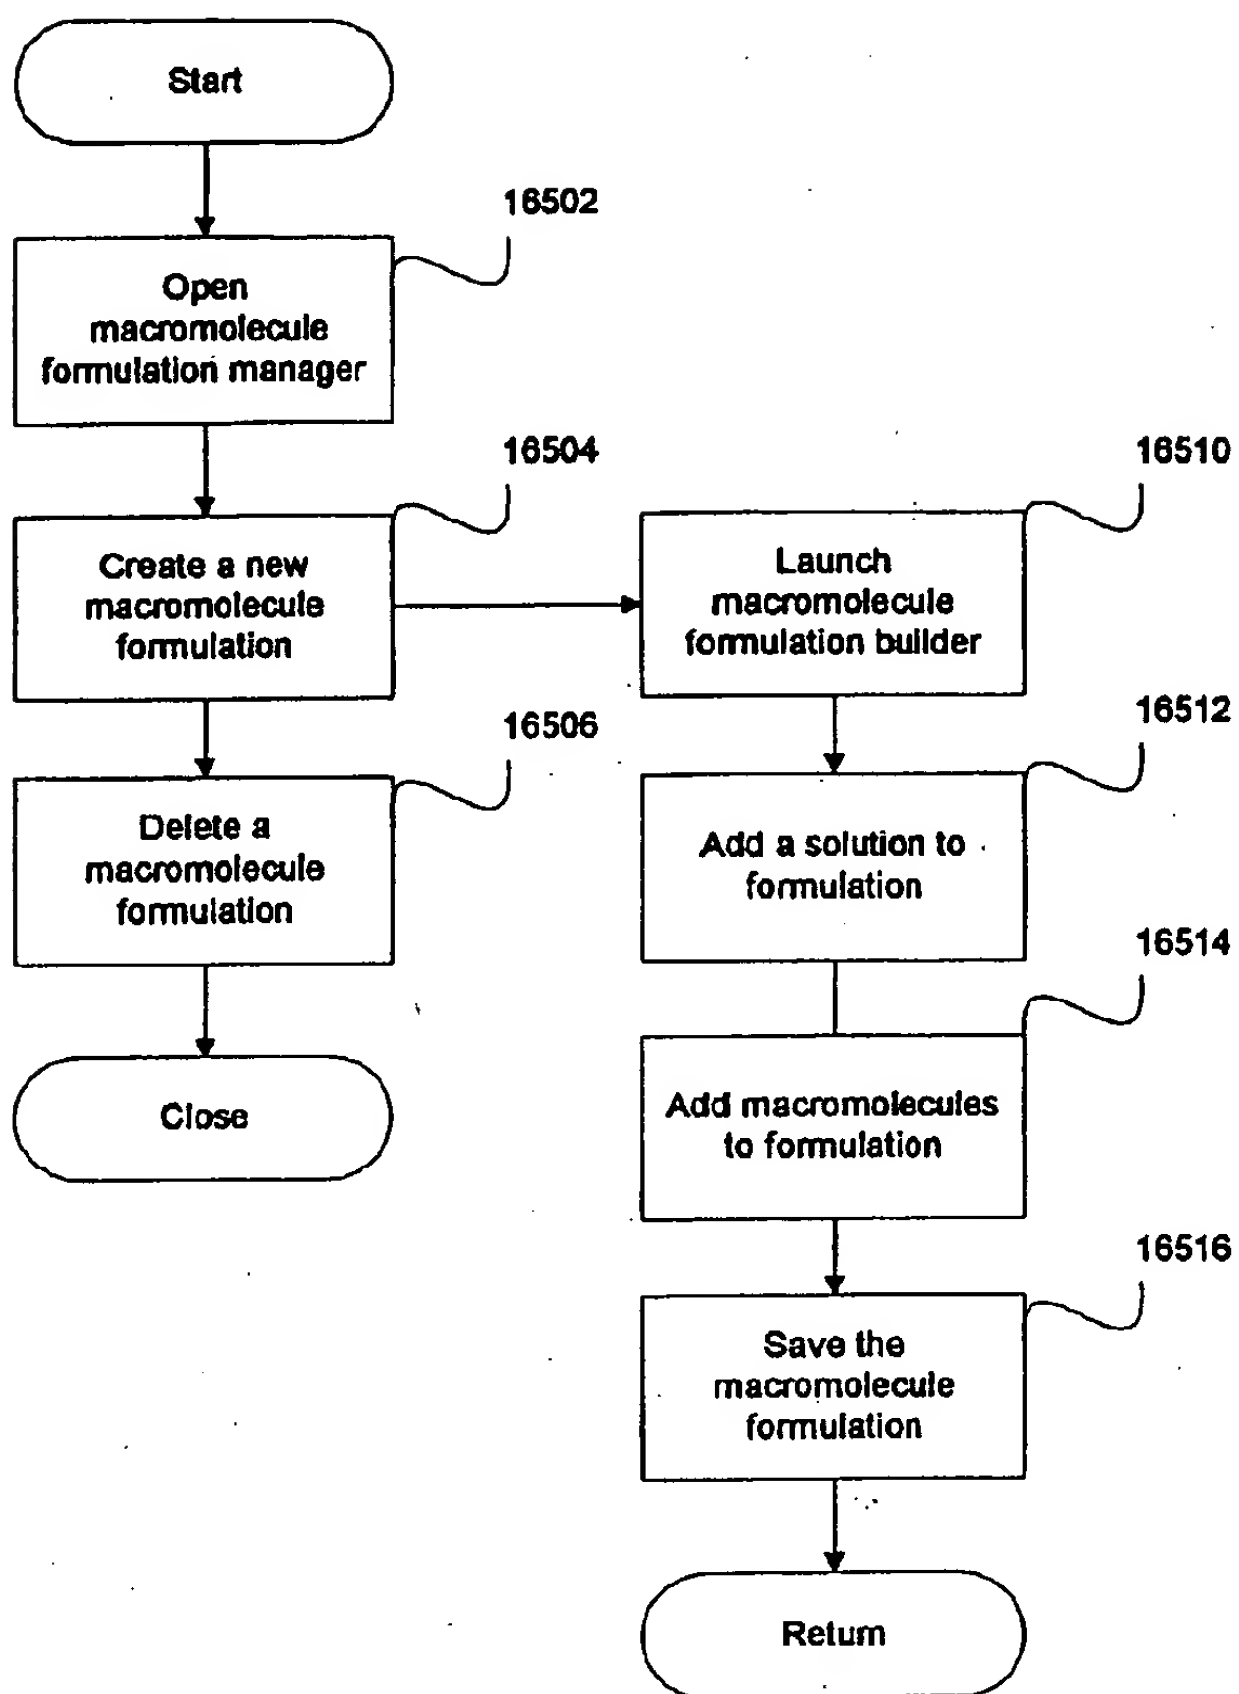 Start
16502
Open
macromolecule
formulation manager
16504
Create a new
macromolecule
formulation
16506
Delete a
macromolecule
formulation
Close
16510
Launch
macromolecule
formulation builder
16512
Add a solution to
formulation
16514
Add macromolecules
to formulation
16516
Save the
macromolecule
formulation
Return